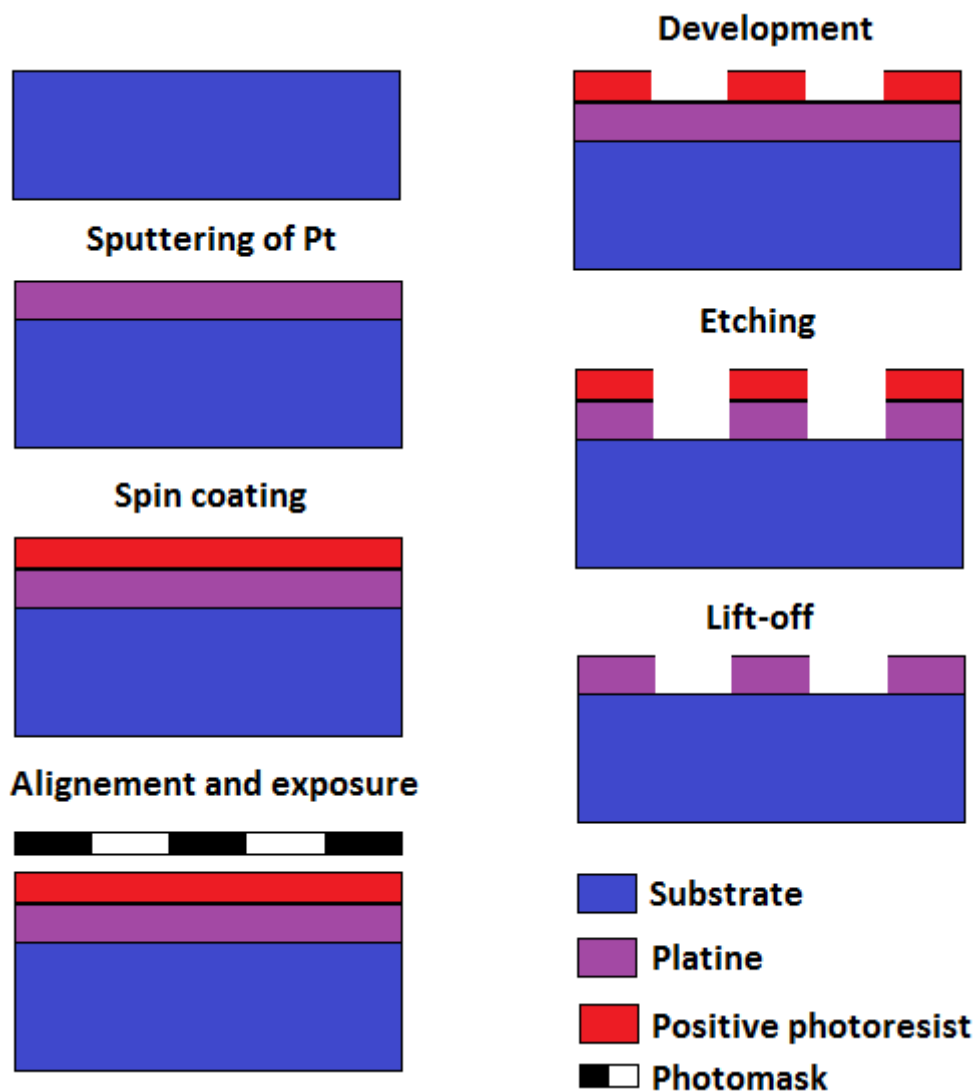 Sputtering of Pt
Spin coating
Alignement and exposure
Development
Etching
Lift-off
Substrate
Platine
Positive photoresist
Photomask